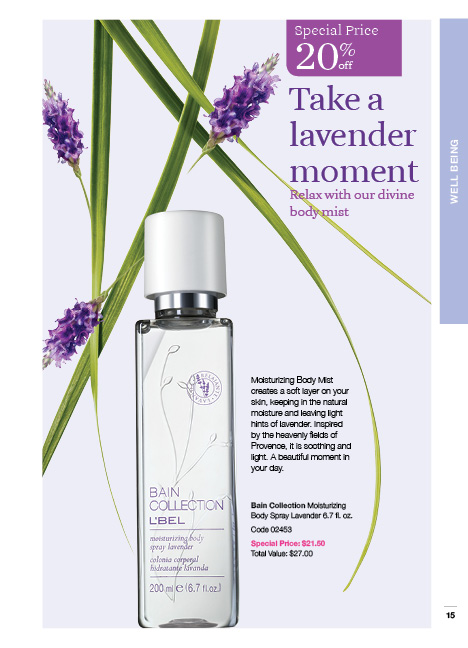 Special Price
20%
off
Take a
lavender
moment
Relax with our divine
body mist
WELL BEING
Moisturizing Body Mist
creates a soft layer on your
skin, keeping in the natural
moisture and leaving light
hints of lavender. Inspired
by the heavenly fields of
Provence, it is soothing and
light. A beautiful moment in
your day.
Bain Collection Moisturizing
Body Spray Lavender 6.7 fl. oz.
Code 02453
Special Price: $21.50
Total Value: $27.00
BAIN
COLLECTION
L'BEL
moisturizing body
spray lavender
colonia corporal
hidratante lavanda
200 ml e (6.7 fl.oz.)
15